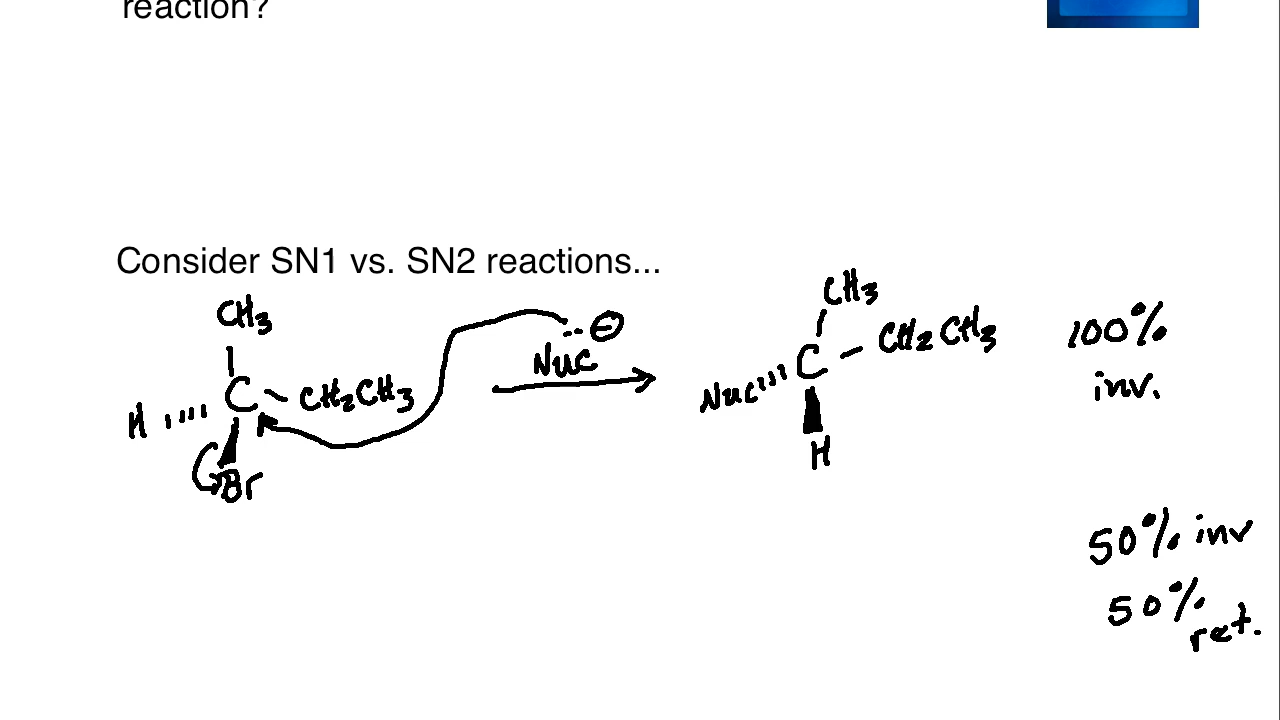 reaction?
Consider SN1 vs. SN2 reactions...
CH3
H C CH2CH3
Br
Nuc ⊖
CH3
Nuc C CH2CH3
H
100%
inv.
50% inv
50%
ret.